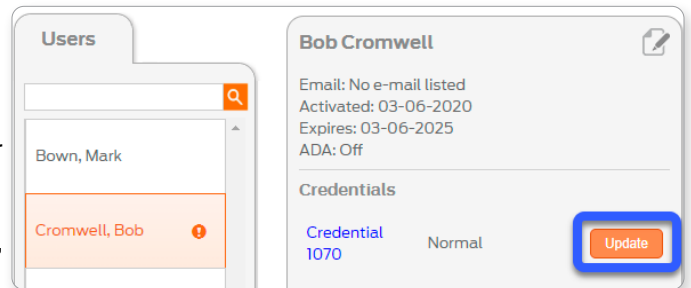 Users
Bown, Mark
Cromwell, Bob
Bob Cromwell
Email: No e-mail listed
Activated: 03-06-2020
Expires: 03-06-2025
ADA: Off
Credentials
Credential
1070
Normal
Update